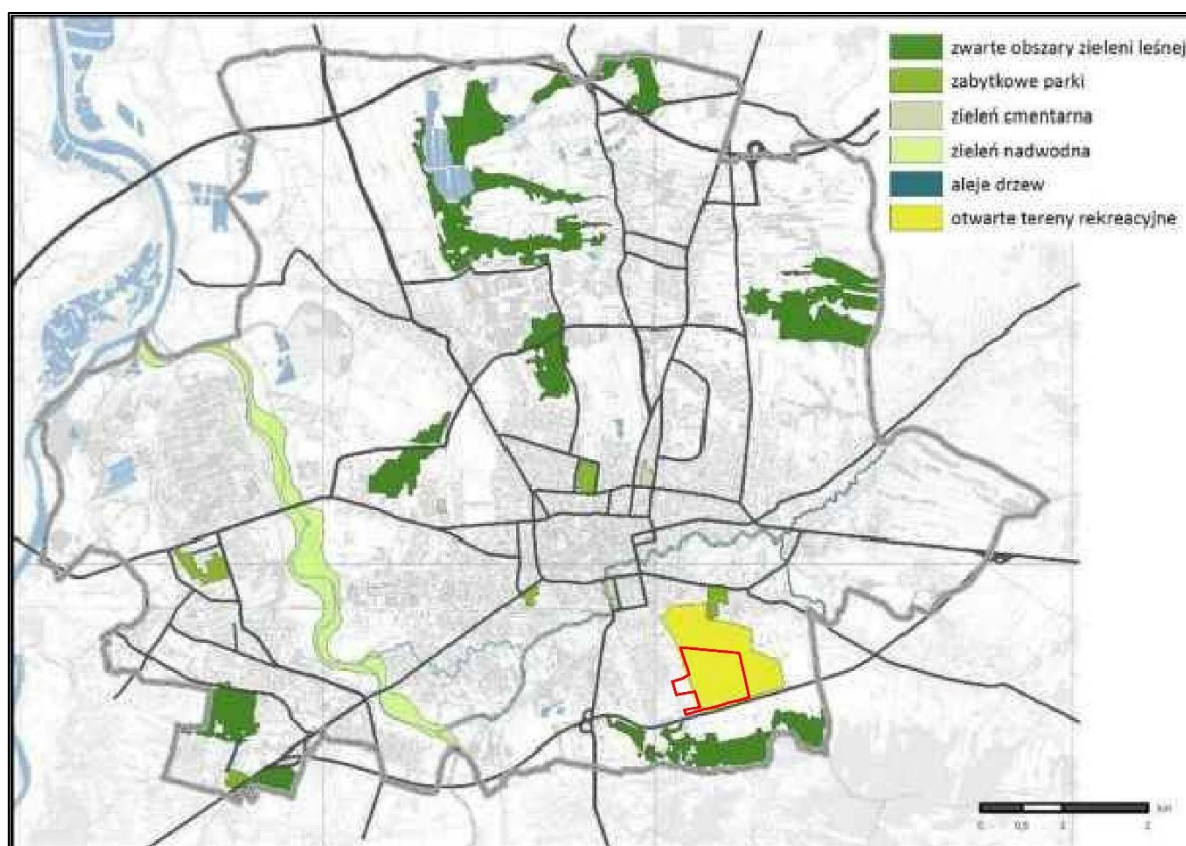 zwarte obszary zieleni leśnej
zabytkowe parki
zieleń cmentarna
zieleń nadwodna
aleje drzew
otwarte tereny rekreacyjne
km
0 0,5 1 2